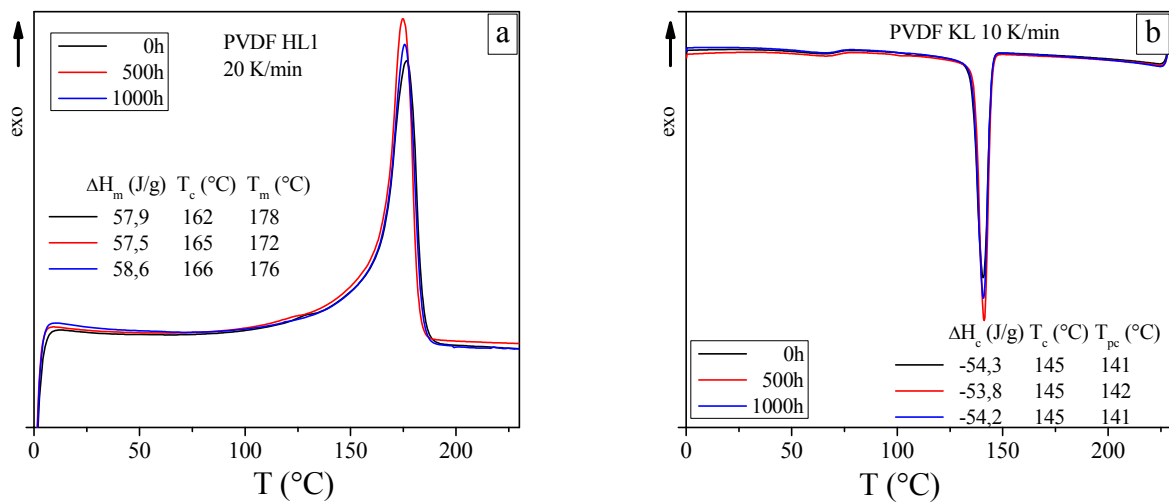 a
PVDF HL1
20 K/min
0h
500h
1000h
exo
ΔHm (J/g) Tc (°C) Tm (°C)
57,9 162 178
57,5 165 172
58,6 166 176
0 50 100 150 200
T (°C)
b
PVDF KL 10 K/min
exo
0h
500h
1000h
ΔHc (J/g) Tc (°C) Tpc (°C)
-54,3 145 141
-53,8 145 142
-54,2 145 141
0 50 100 150 200
T (°C)